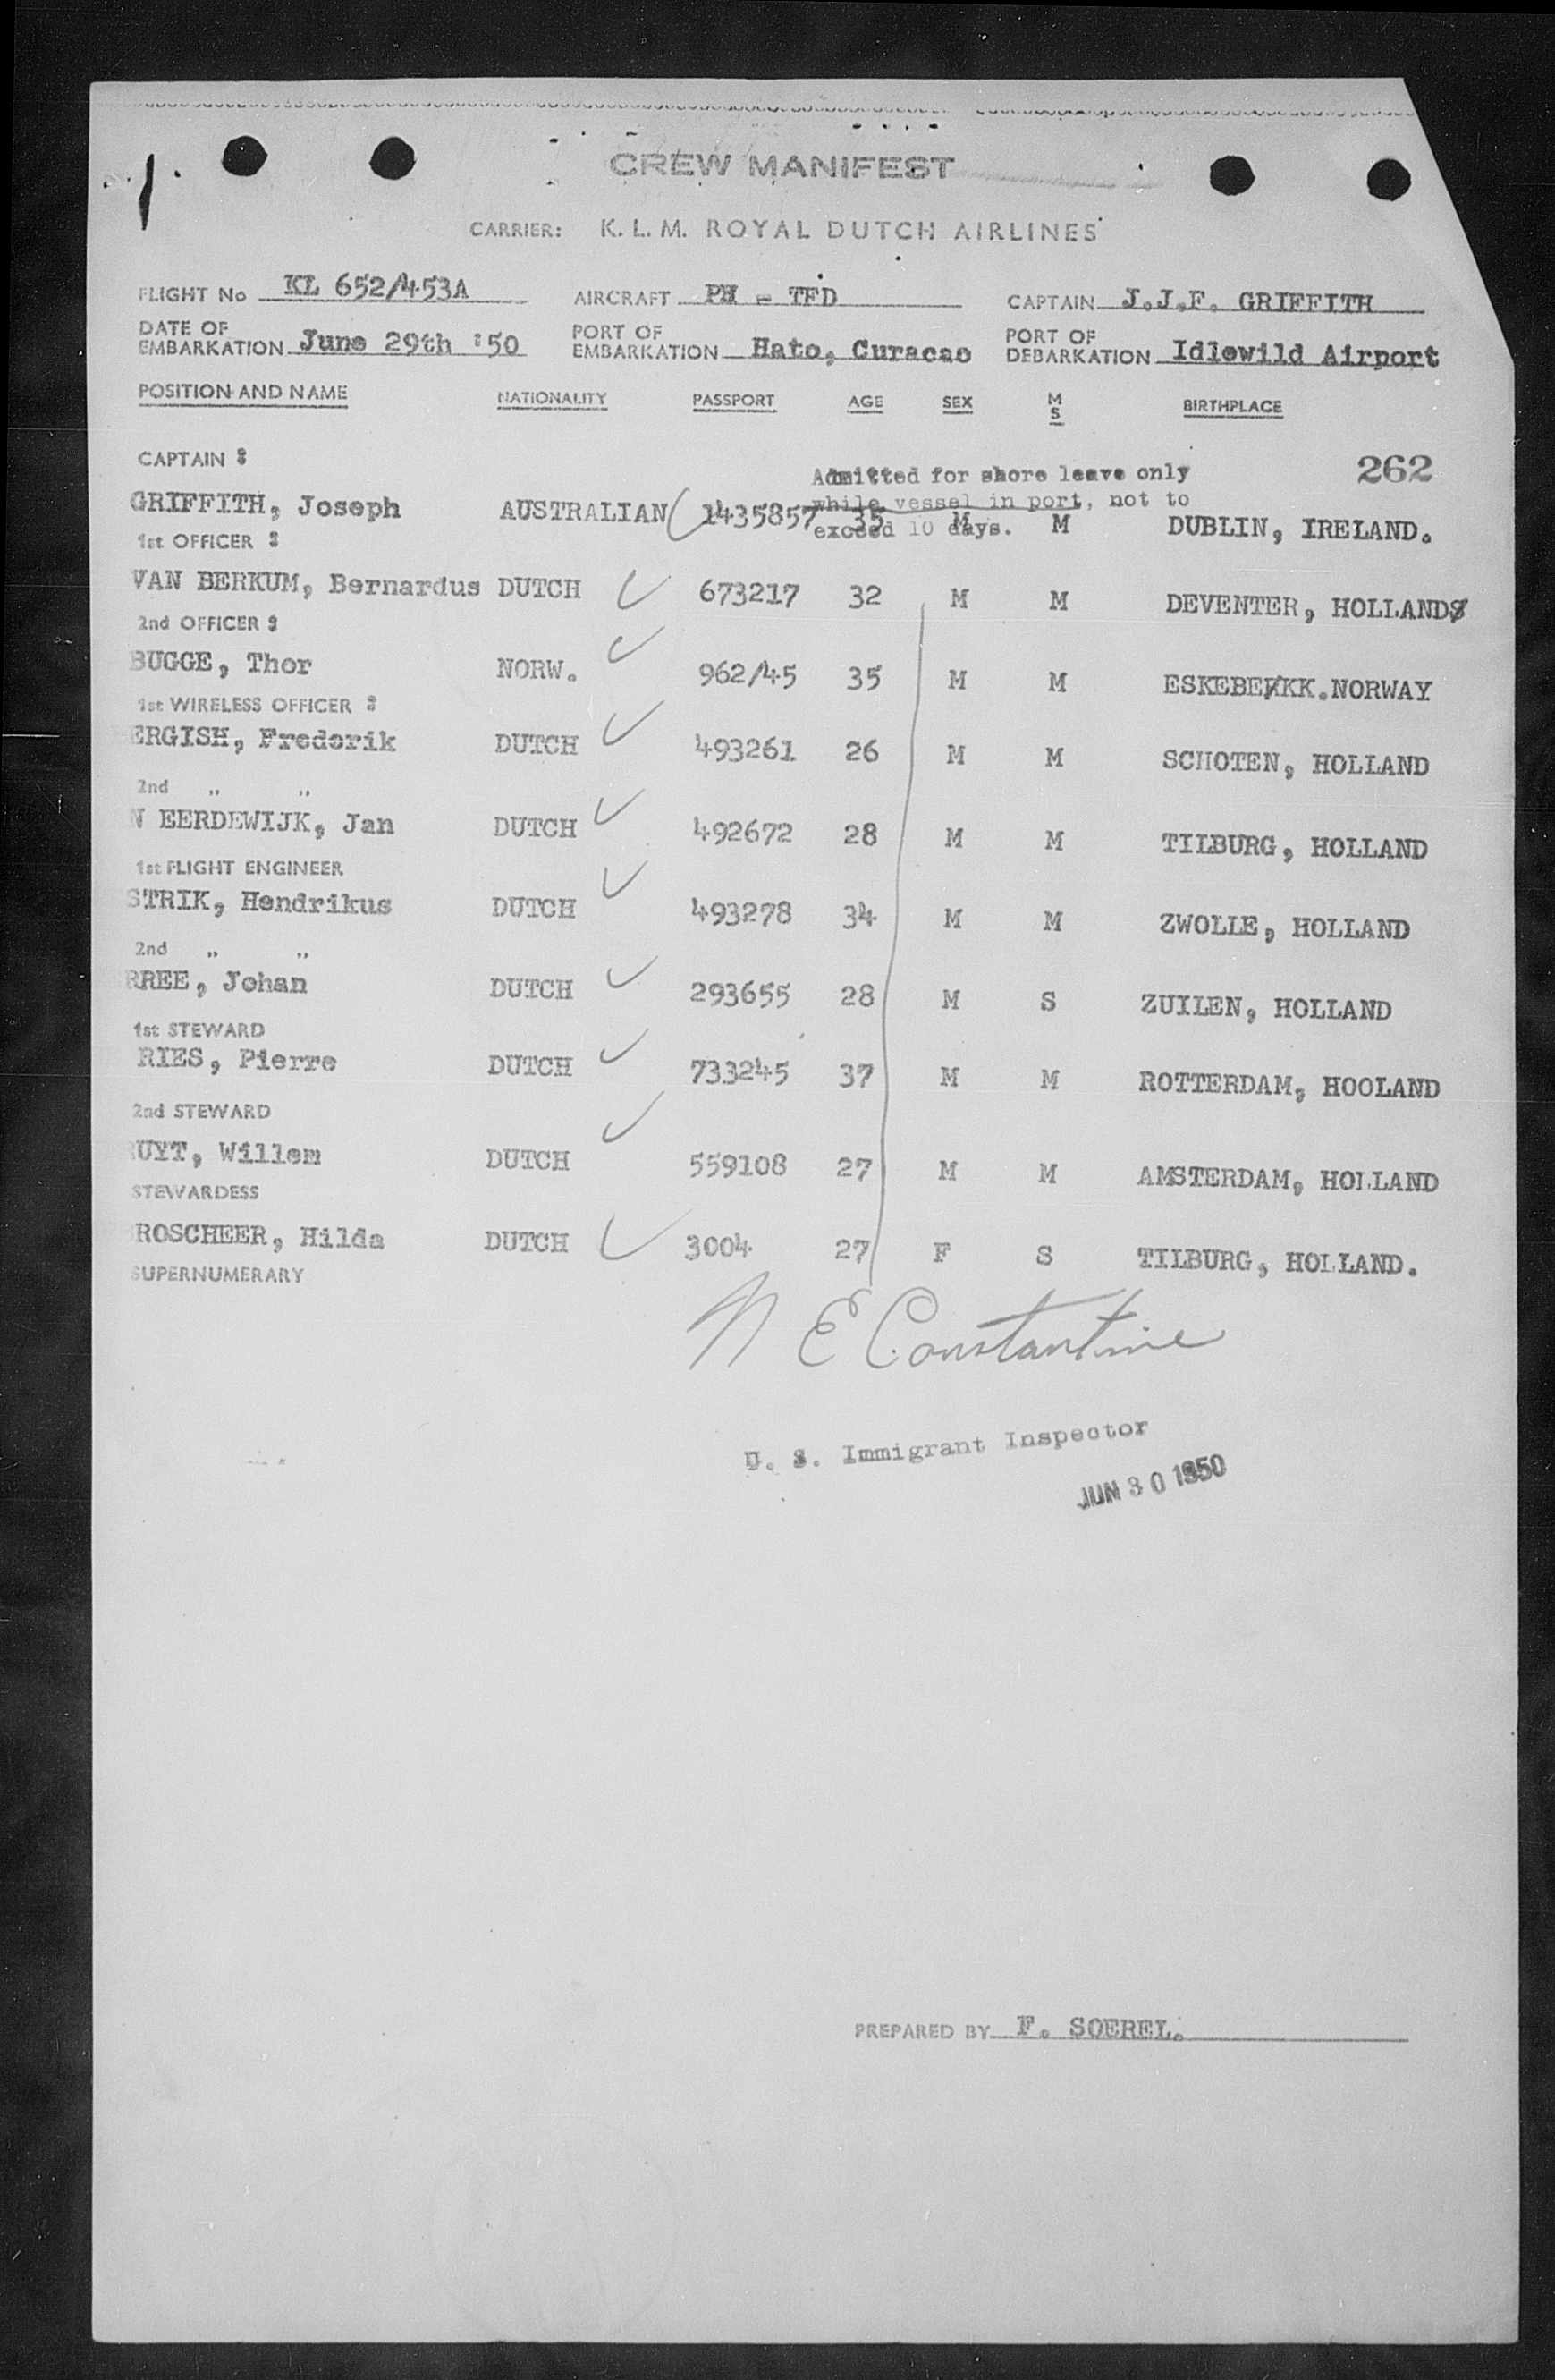 1.
CREW MANIFEST
CARRIER: K. L. M. ROYAL DUTCH AIRLINES
FLIGHT No KL 652/453A AIRCRAFT PH - TFD CAPTAIN J.J.F. GRIFFITH
DATE OF EMBARKATION June 29th '50 PORT OF EMBARKATION Hato, Curacao PORT OF DEBARKATION Idlewild Airport
POSITION AND NAME NATIONALITY PASSPORT AGE SEX M S BIRTHPLACE
CAPTAIN : Admitted for shore leave only 262
while vessel in port, not to
exceed 10 days.
GRIFFITH, Joseph AUSTRALIAN 1435857 35 M M DUBLIN, IRELAND.
1st OFFICER :
VAN BERKUM, Bernardus DUTCH 673217 32 M M DEVENTER, HOLLAND
2nd OFFICER :
BUGGE, Thor NORW. 962/45 35 M M ESKEBEKK.NORWAY
1st WIRELESS OFFICER :
ERGISH, Frederik DUTCH 493261 26 M M SCHOTEN, HOLLAND
2nd " "
N EERDEWIJK, Jan DUTCH 492672 28 M M TILBURG, HOLLAND
1st FLIGHT ENGINEER
STRIK, Hendrikus DUTCH 493278 34 M M ZWOLLE, HOLLAND
2nd " "
RREE, Johan DUTCH 293655 28 M S ZUILEN, HOLLAND
1st STEWARD
RIES, Pierre DUTCH 733245 37 M M ROTTERDAM, HOOLAND
2nd STEWARD
UYT, Willem DUTCH 559108 27 M M AMSTERDAM, HOLLAND
STEWARDESS
ROSCHEER, Hilda DUTCH 3004 27 F S TILBURG, HOLLAND.
SUPERNUMERARY
N E Constantine
U. S. Immigrant Inspector
JUN 30 1950
PREPARED BY F. SOEREL.